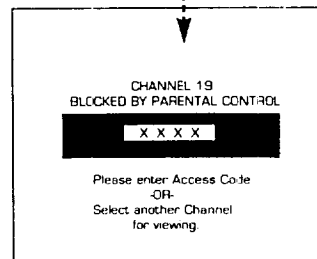 CHANNEL 19
BLOCKED BY PARENTAL CONTROL
X X X X
Please enter Access Code
-OR-
Select another Channel
for viewing.